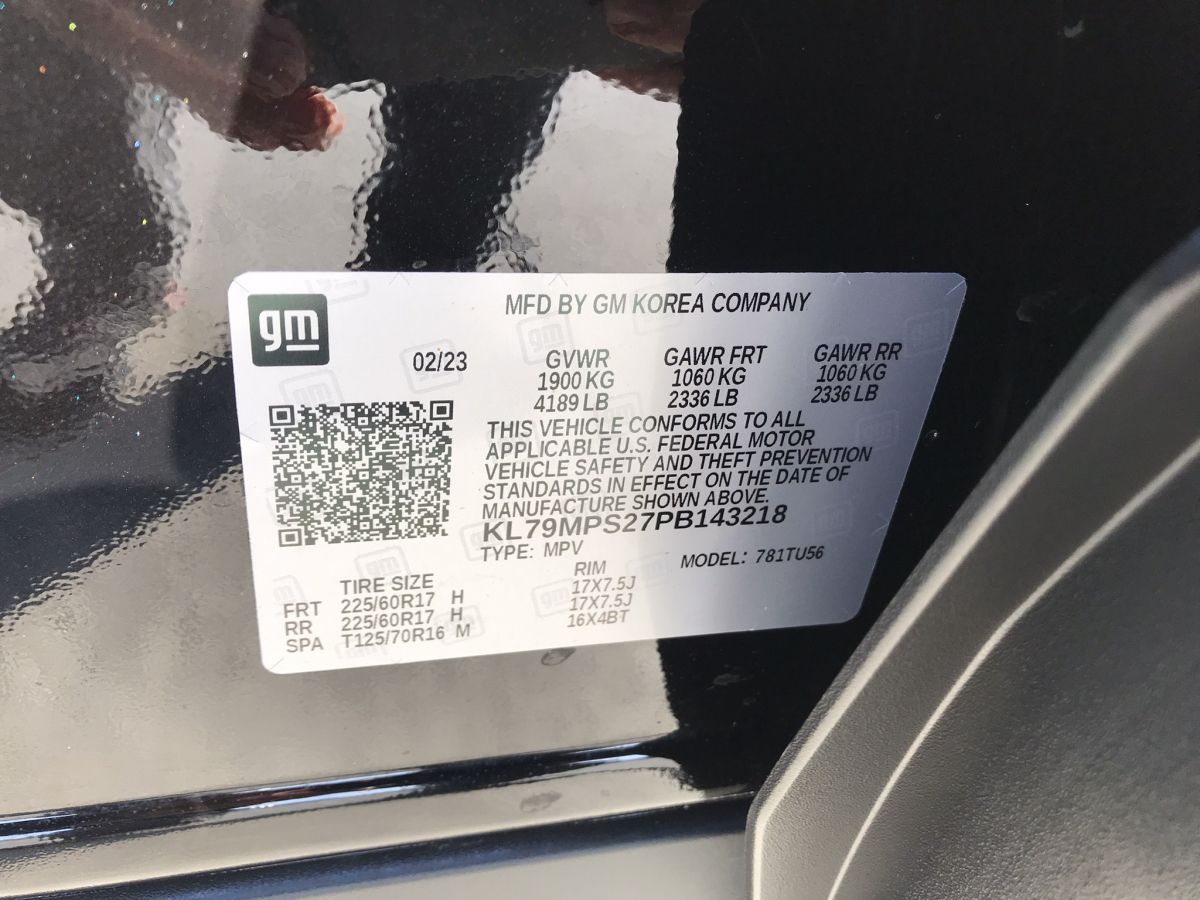 gm
MFD BY GM KOREA COMPANY
02/23
GVWR GAWR FRT GAWR RR
1900 KG 1060 KG 1060 KG
4189 LB 2336 LB 2336 LB
THIS VEHICLE CONFORMS TO ALL
APPLICABLE U.S. FEDERAL MOTOR
VEHICLE SAFETY AND THEFT PREVENTION
STANDARDS IN EFFECT ON THE DATE OF
MANUFACTURE SHOWN ABOVE.
KL79MPS27PB143218
TYPE: MPV MODEL: 781TU56
TIRE SIZE RIM
FRT 225/60R17 H 17X7.5J
RR 225/60R17 H 17X7.5J
SPA T125/70R16 M 16X4BT